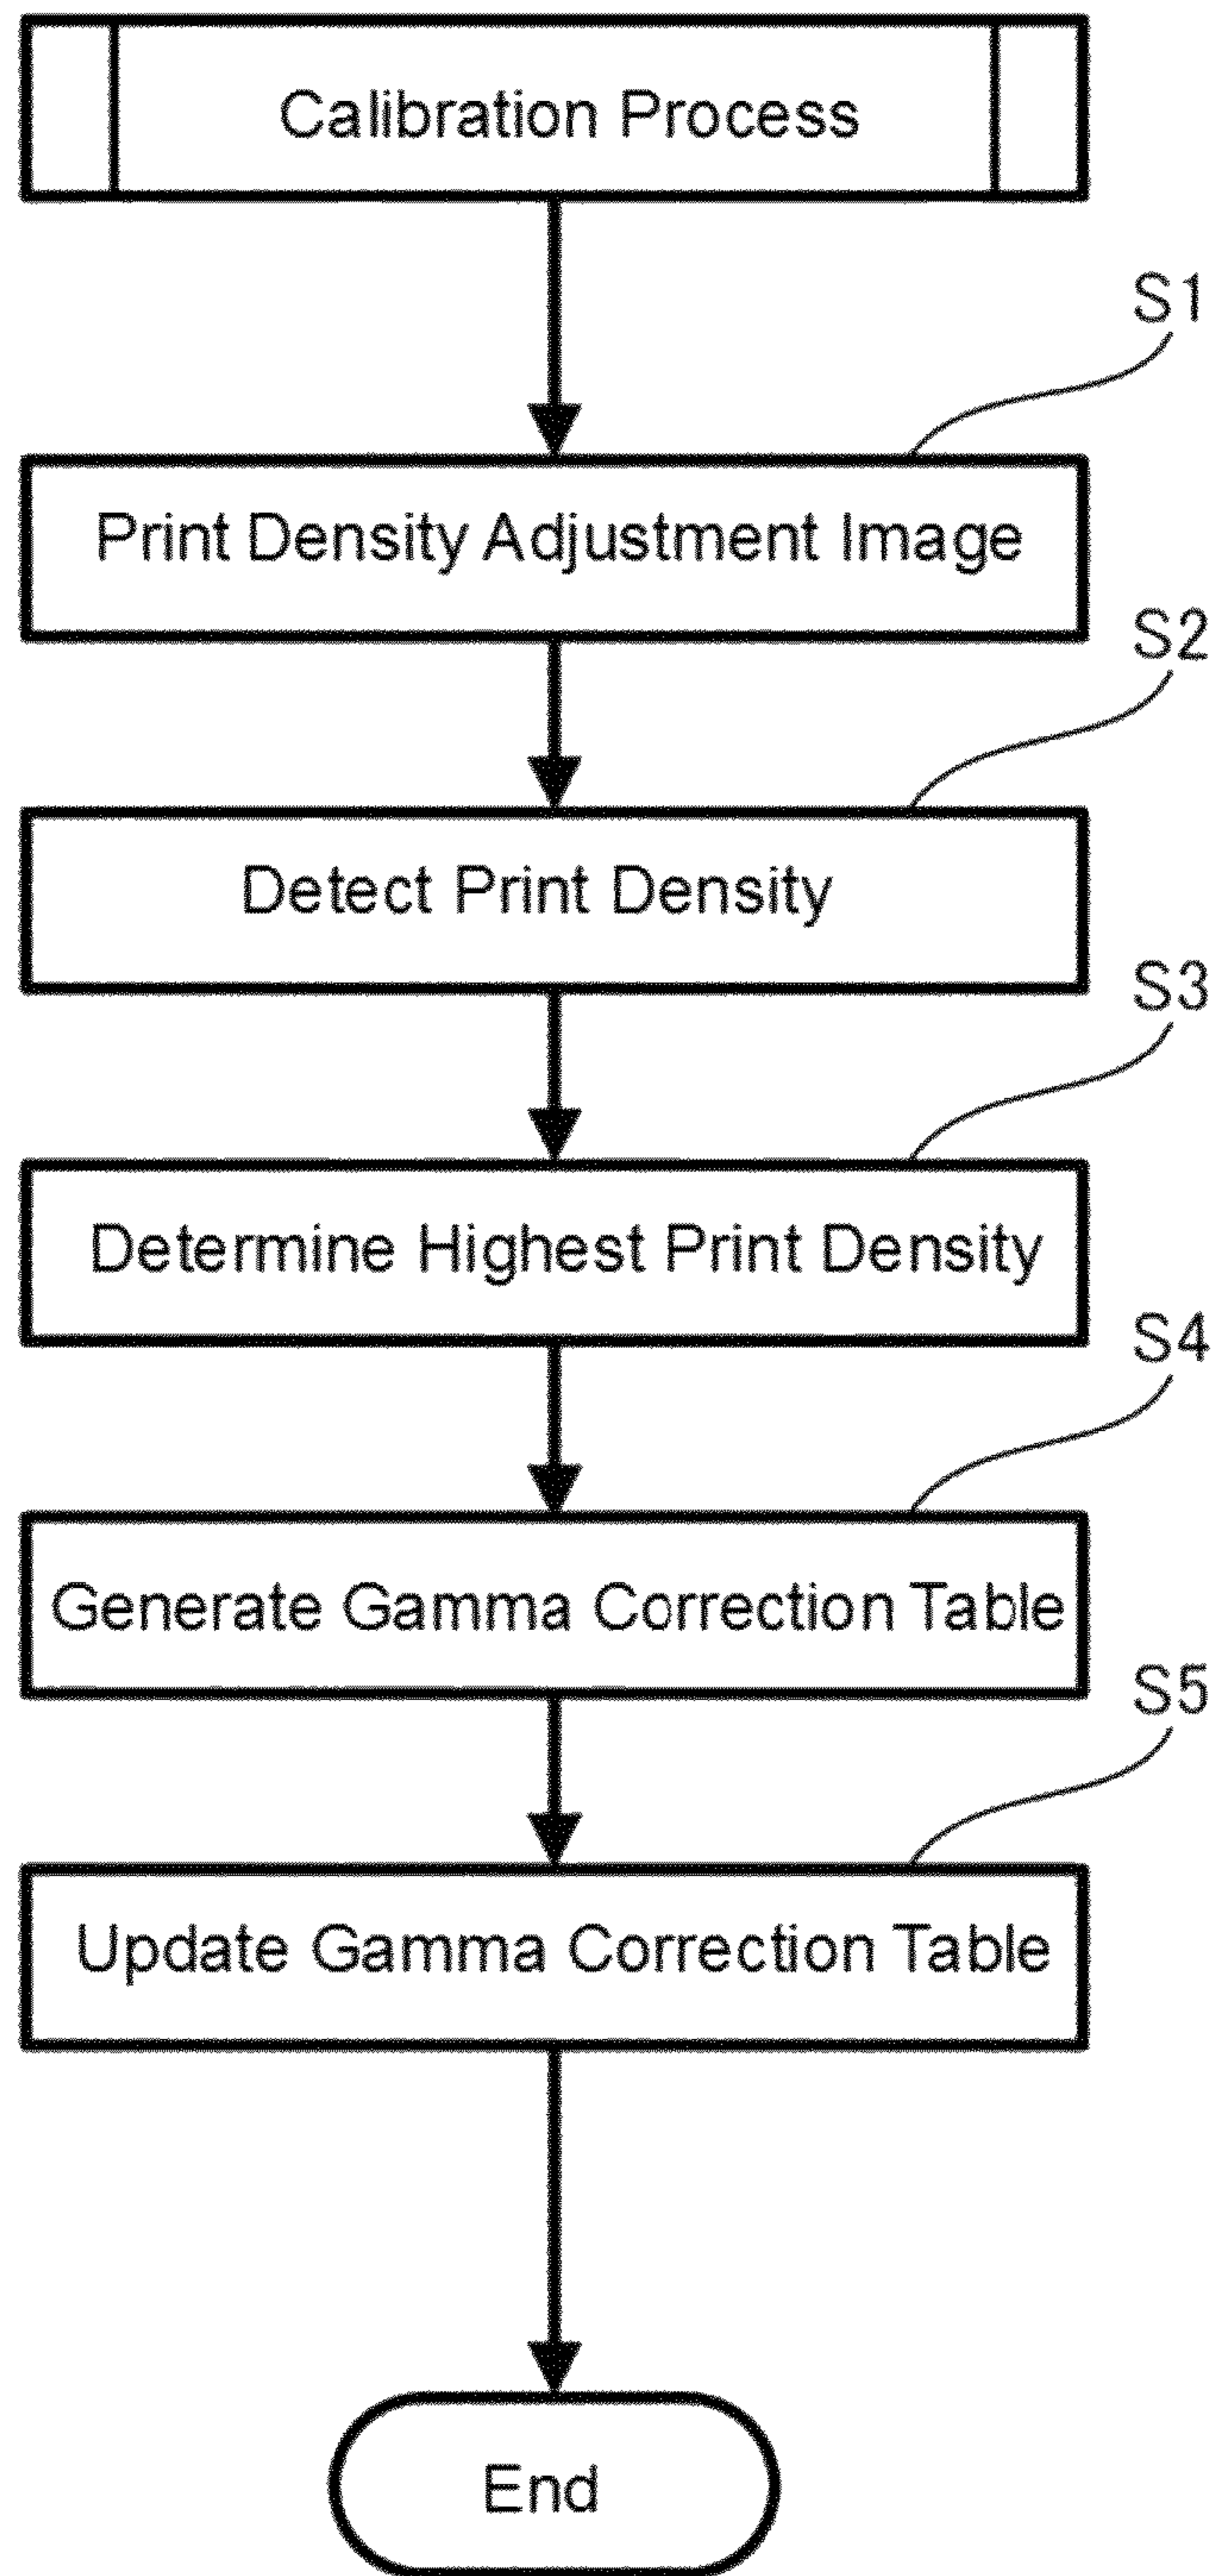 Calibration Process
S1
Print Density Adjustment Image
S2
Detect Print Density
S3
Determine Highest Print Density
S4
Generate Gamma Correction Table
S5
Update Gamma Correction Table
End